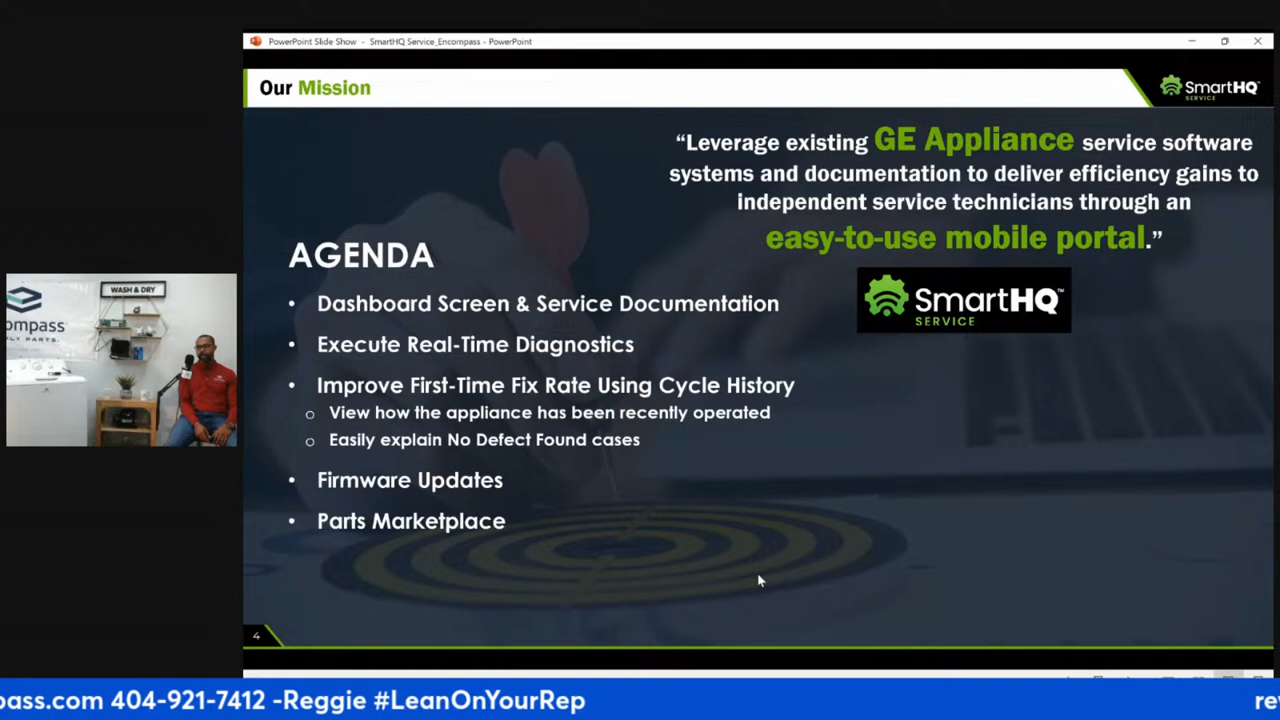 PowerPoint Slide Show - SmartHQ Service_Encompass - PowerPoint
Our Mission
SmartHQ
SERVICE
“Leverage existing GE Appliance service software
systems and documentation to deliver efficiency gains to
independent service technicians through an
easy-to-use mobile portal.”
SmartHQ™
SERVICE
AGENDA
• Dashboard Screen & Service Documentation
• Execute Real-Time Diagnostics
• Improve First-Time Fix Rate Using Cycle History
o View how the appliance has been recently operated
o Easily explain No Defect Found cases
• Firmware Updates
• Parts Marketplace
4
WASH & DRY
ompass
LY PARTS.
pass.com 404-921-7412 -Reggie #LeanOnYourRep
rev